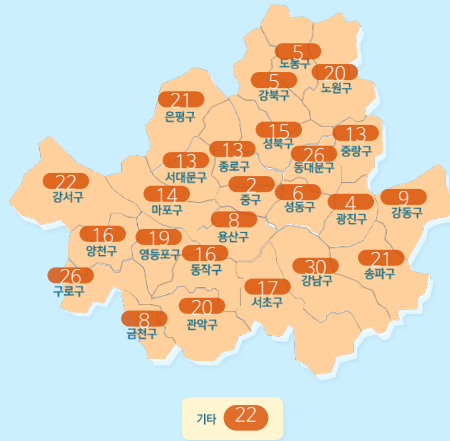 5
도봉구
5
강북구
20
노원구
21
은평구
15
성북구
13
중랑구
13
종로구
26
동대문구
13
서대문구
22
강서구
14
마포구
2
중구
6
성동구
4
광진구
9
강동구
8
용산구
16
양천구
19
영등포구
16
동작구
30
강남구
21
송파구
26
구로구
17
서초구
20
관악구
8
금천구
기타 22